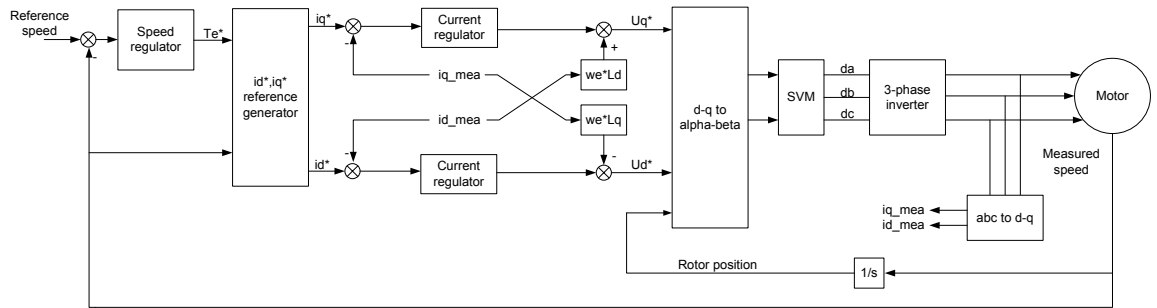 Reference
speed
-
Speed
regulator
Te*
id*,iq*
reference
generator
iq*
-
Current
regulator
Uq*
+
iq_mea
we*Ld
id_mea
we*Lq
-
-
id*
Current
regulator
Ud*
d-q to
alpha-beta
SVM
da
db
dc
3-phase
inverter
Motor
Measured
speed
abc to d-q
iq_mea
id_mea
Rotor position
1/s